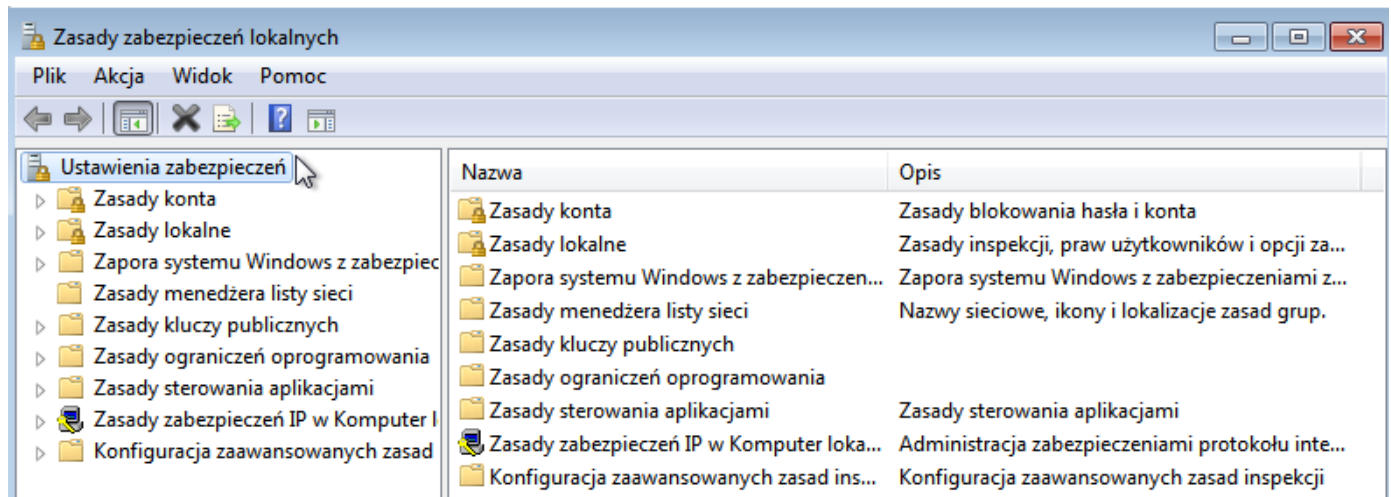 Zasady zabezpieczeń lokalnych
Plik Akcja Widok Pomoc
Ustawienia zabezpieczeń
Zasady konta
Zasady lokalne
Zapora systemu Windows z zabezpiec
Zasady menedżera listy sieci
Zasady kluczy publicznych
Zasady ograniczeń oprogramowania
Zasady sterowania aplikacjami
Zasady zabezpieczeń IP w Komputer l
Konfiguracja zaawansowanych zasad
Nazwa Opis
Zasady konta Zasady blokowania hasła i konta
Zasady lokalne Zasady inspekcji, praw użytkowników i opcji za...
Zapora systemu Windows z zabezpieczen... Zapora systemu Windows z zabezpieczeniami z...
Zasady menedżera listy sieci Nazwy sieciowe, ikony i lokalizacje zasad grup.
Zasady kluczy publicznych
Zasady ograniczeń oprogramowania
Zasady sterowania aplikacjami Zasady sterowania aplikacjami
Zasady zabezpieczeń IP w Komputer loka... Administracja zabezpieczeniami protokołu inte...
Konfiguracja zaawansowanych zasad ins... Konfiguracja zaawansowanych zasad inspekcji